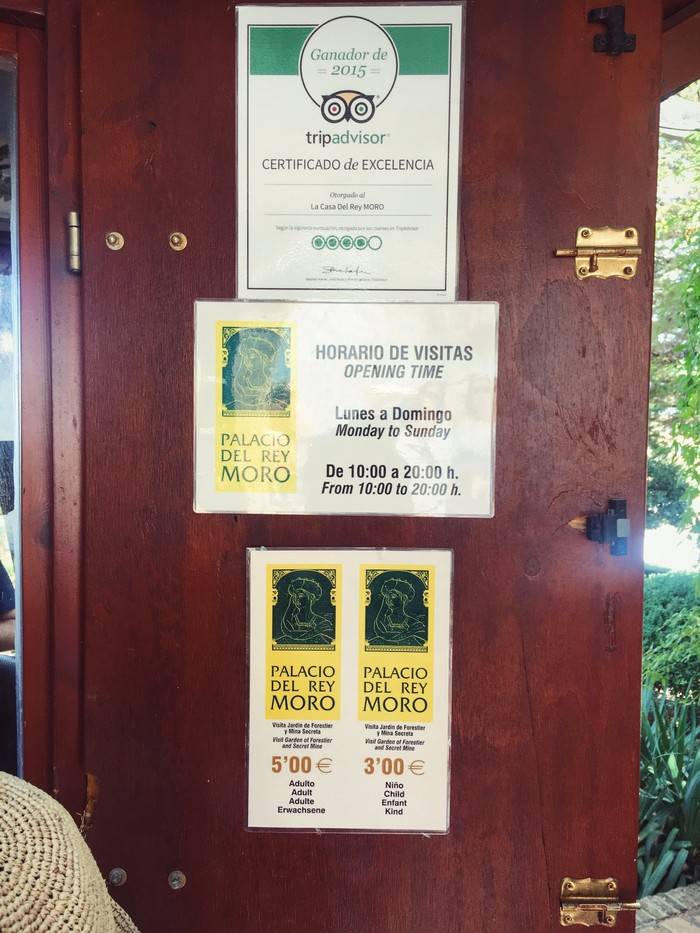 Ganador de
2015
tripadvisor®
CERTIFICADO de EXCELENCIA
Otorgado al
La Casa Del Rey MORO
PALACIO
DEL REY
MORO
HORARIO DE VISITAS
OPENING TIME
Lunes a Domingo
Monday to Sunday
De 10:00 a 20:00 h.
From 10:00 to 20:00 h.
PALACIO
DEL REY
MORO
Visita Jardín de Forestier
y Mina Secreta
Visit Garden of Forestier
and Secret Mine
5'00 €
Adulto
Adult
Adulte
Erwachsene
PALACIO
DEL REY
MORO
Visita Jardín de Forestier
y Mina Secreta
Visit Garden of Forestier
and Secret Mine
3'00 €
Niño
Child
Enfant
Kind